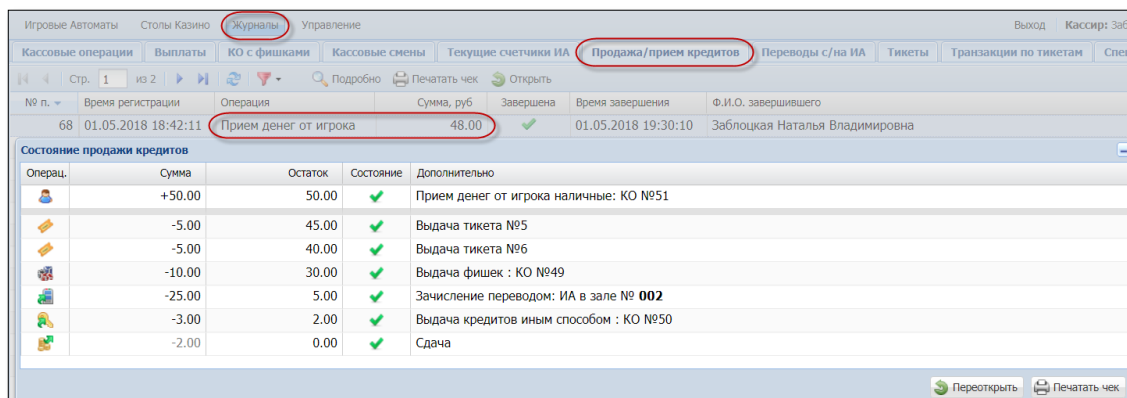 Игровые Автоматы Столы Казино Журналы Управление Выход Кассир: Заб
Кассовые операции Выплаты КО с фишками Кассовые смены Текущие счетчики ИА Продажа/прием кредитов Переводы с/на ИА Тикеты Транзакции по тикетам Спе
Стр. 1 из 2 Подробно Печатать чек Открыть
№ п. Время регистрации Операция Сумма, руб Завершена Время завершения Ф.И.О. завершившего
68 01.05.2018 18:42:11 Прием денег от игрока 48.00 01.05.2018 19:30:10 Заблоцкая Наталья Владимировна
Состояние продажи кредитов
Операц. Сумма Остаток Состояние Дополнительно
+50.00 50.00 Прием денег от игрока наличные: КО №51
-5.00 45.00 Выдача тикета №5
-5.00 40.00 Выдача тикета №6
-10.00 30.00 Выдача фишек : КО №49
-25.00 5.00 Зачисление переводом: ИА в зале № 002
-3.00 2.00 Выдача кредитов иным способом : КО №50
-2.00 0.00 Сдача
Переоткрыть Печатать чек